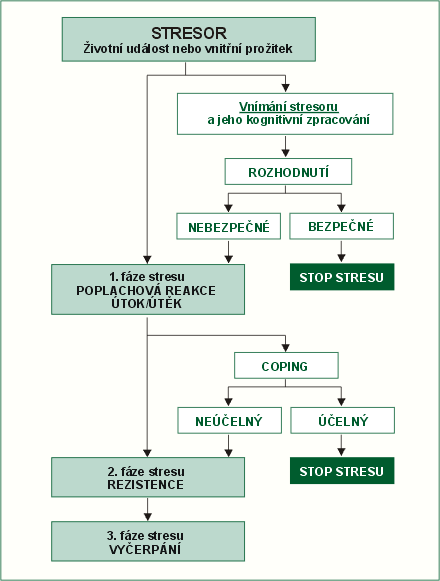 STRESOR
Životní událost nebo vnitřní prožitek
Vnímání stresoru
a jeho kognitivní zpracování
ROZHODNUTÍ
NEBEZPEČNÉ
BEZPEČNÉ
1. fáze stresu
POPLACHOVÁ REAKCE
ÚTOK/ÚTĚK
STOP STRESU
COPING
NEÚČELNÝ
ÚČELNÝ
2. fáze stresu
REZISTENCE
STOP STRESU
3. fáze stresu
VYČERPÁNÍ